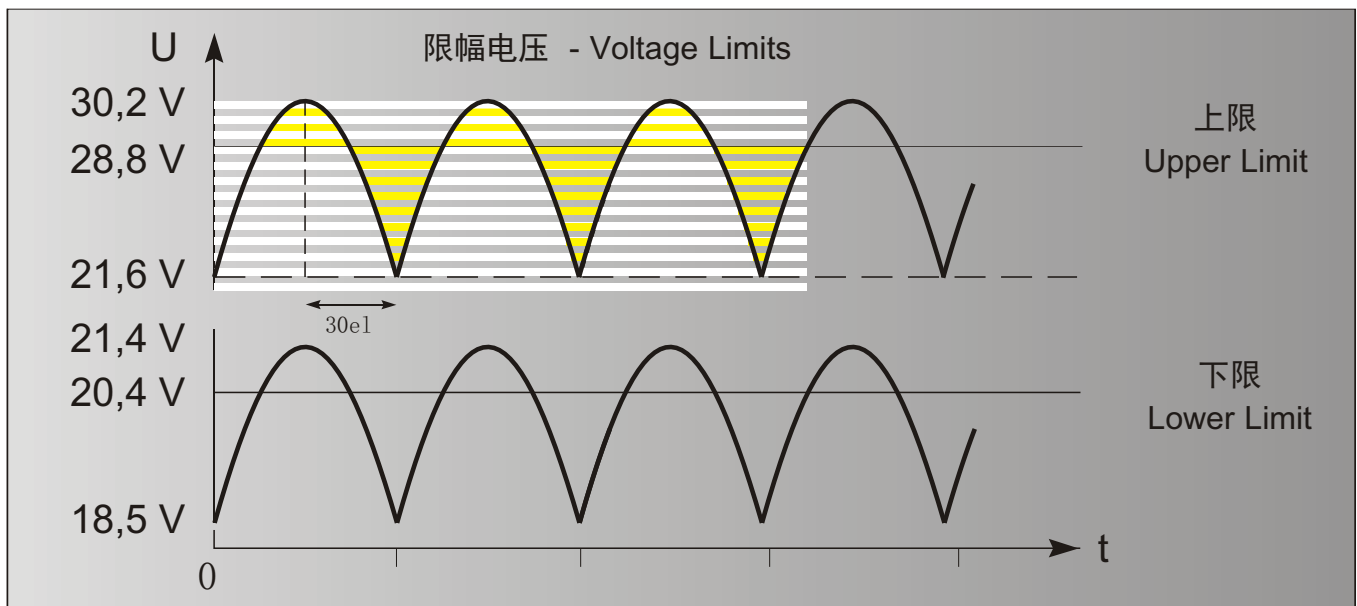 U
限幅电压 - Voltage Limits
30,2 V
28,8 V
21,6 V
上限
Upper Limit
30el
21,4 V
20,4 V
18,5 V
下限
Lower Limit
0
t